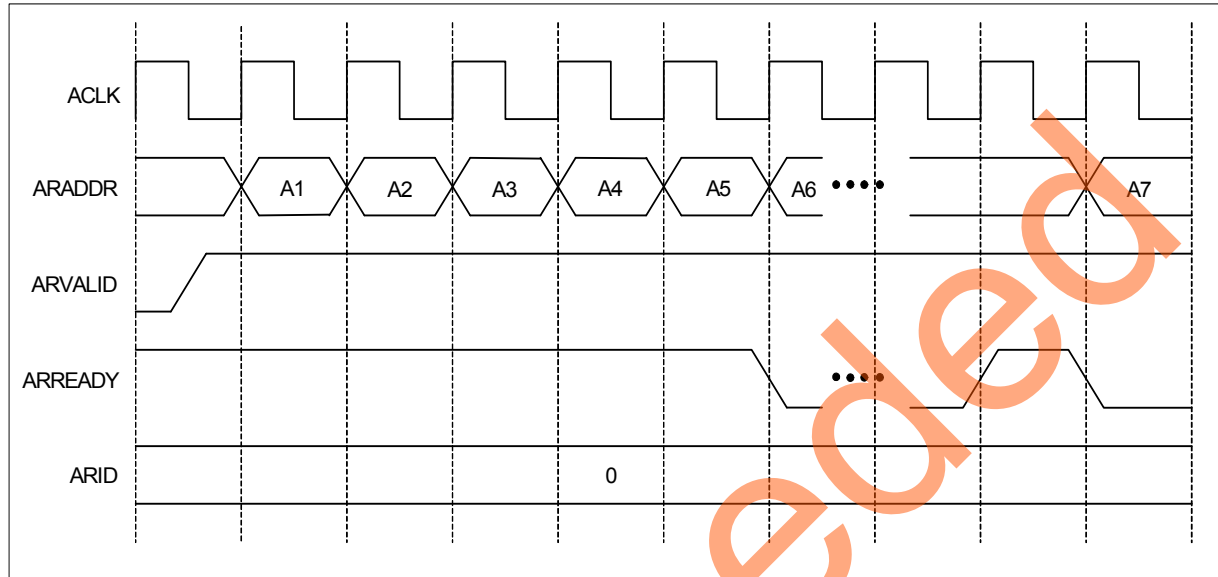 ACLK
ARADDR A1 A2 A3 A4 A5 A6 •••• A7
ARVALID
ARREADY ••••
ARID 0
eded